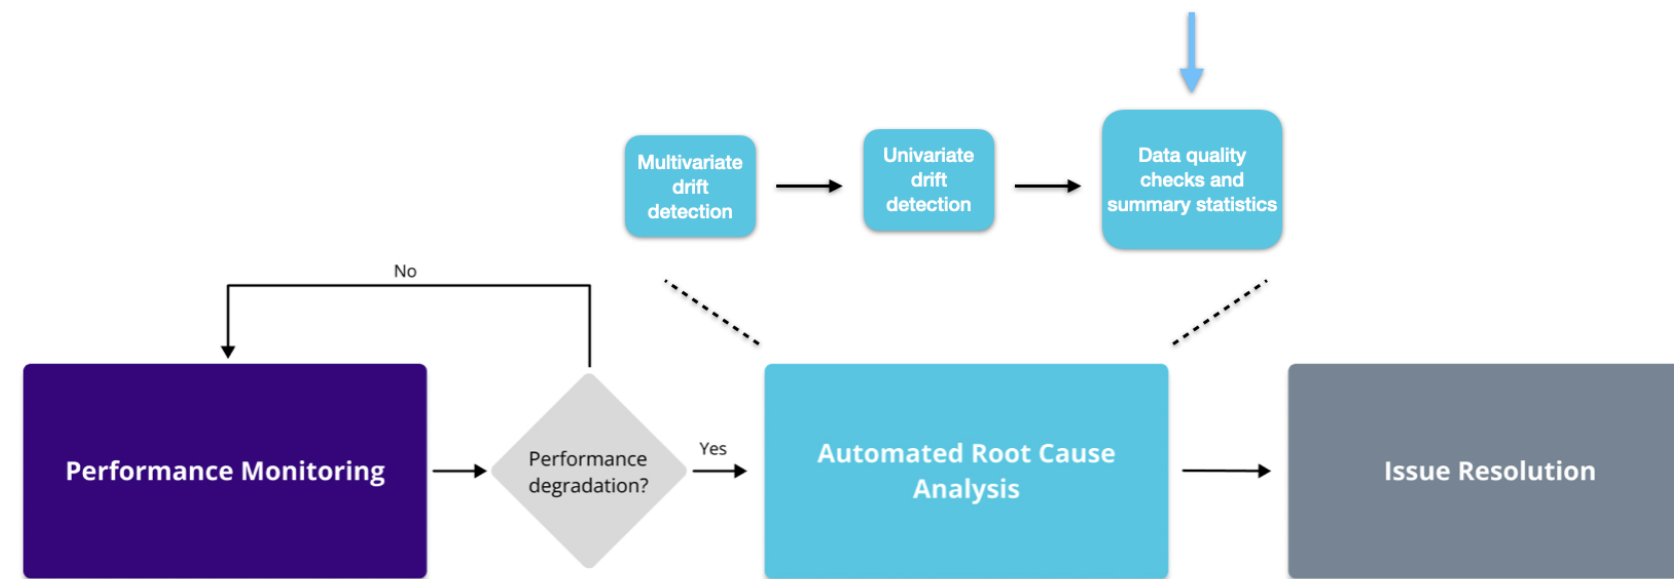 Multivariate
drift
detection
Univariate
drift
detection
Data quality
checks and
summary statistics
No
Performance Monitoring
Performance
degradation?
Yes
Automated Root Cause
Analysis
Issue Resolution